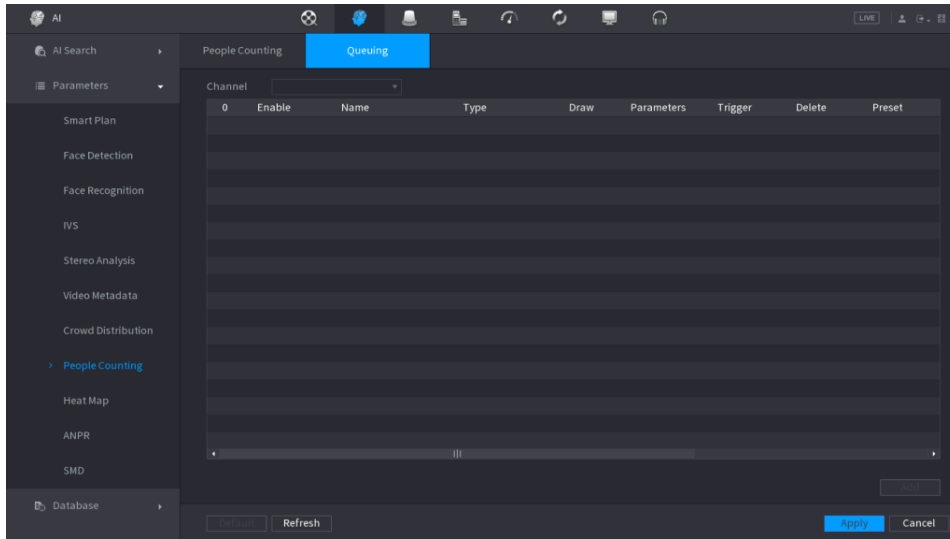 AI
LIVE
AI Search
Parameters
Smart Plan
Face Detection
Face Recognition
IVS
Stereo Analysis
Video Metadata
Crowd Distribution
People Counting
Heat Map
ANPR
SMD
Database
People Counting Queuing
Channel
0 Enable Name Type Draw Parameters Trigger Delete Preset
Add
Default Refresh Apply Cancel